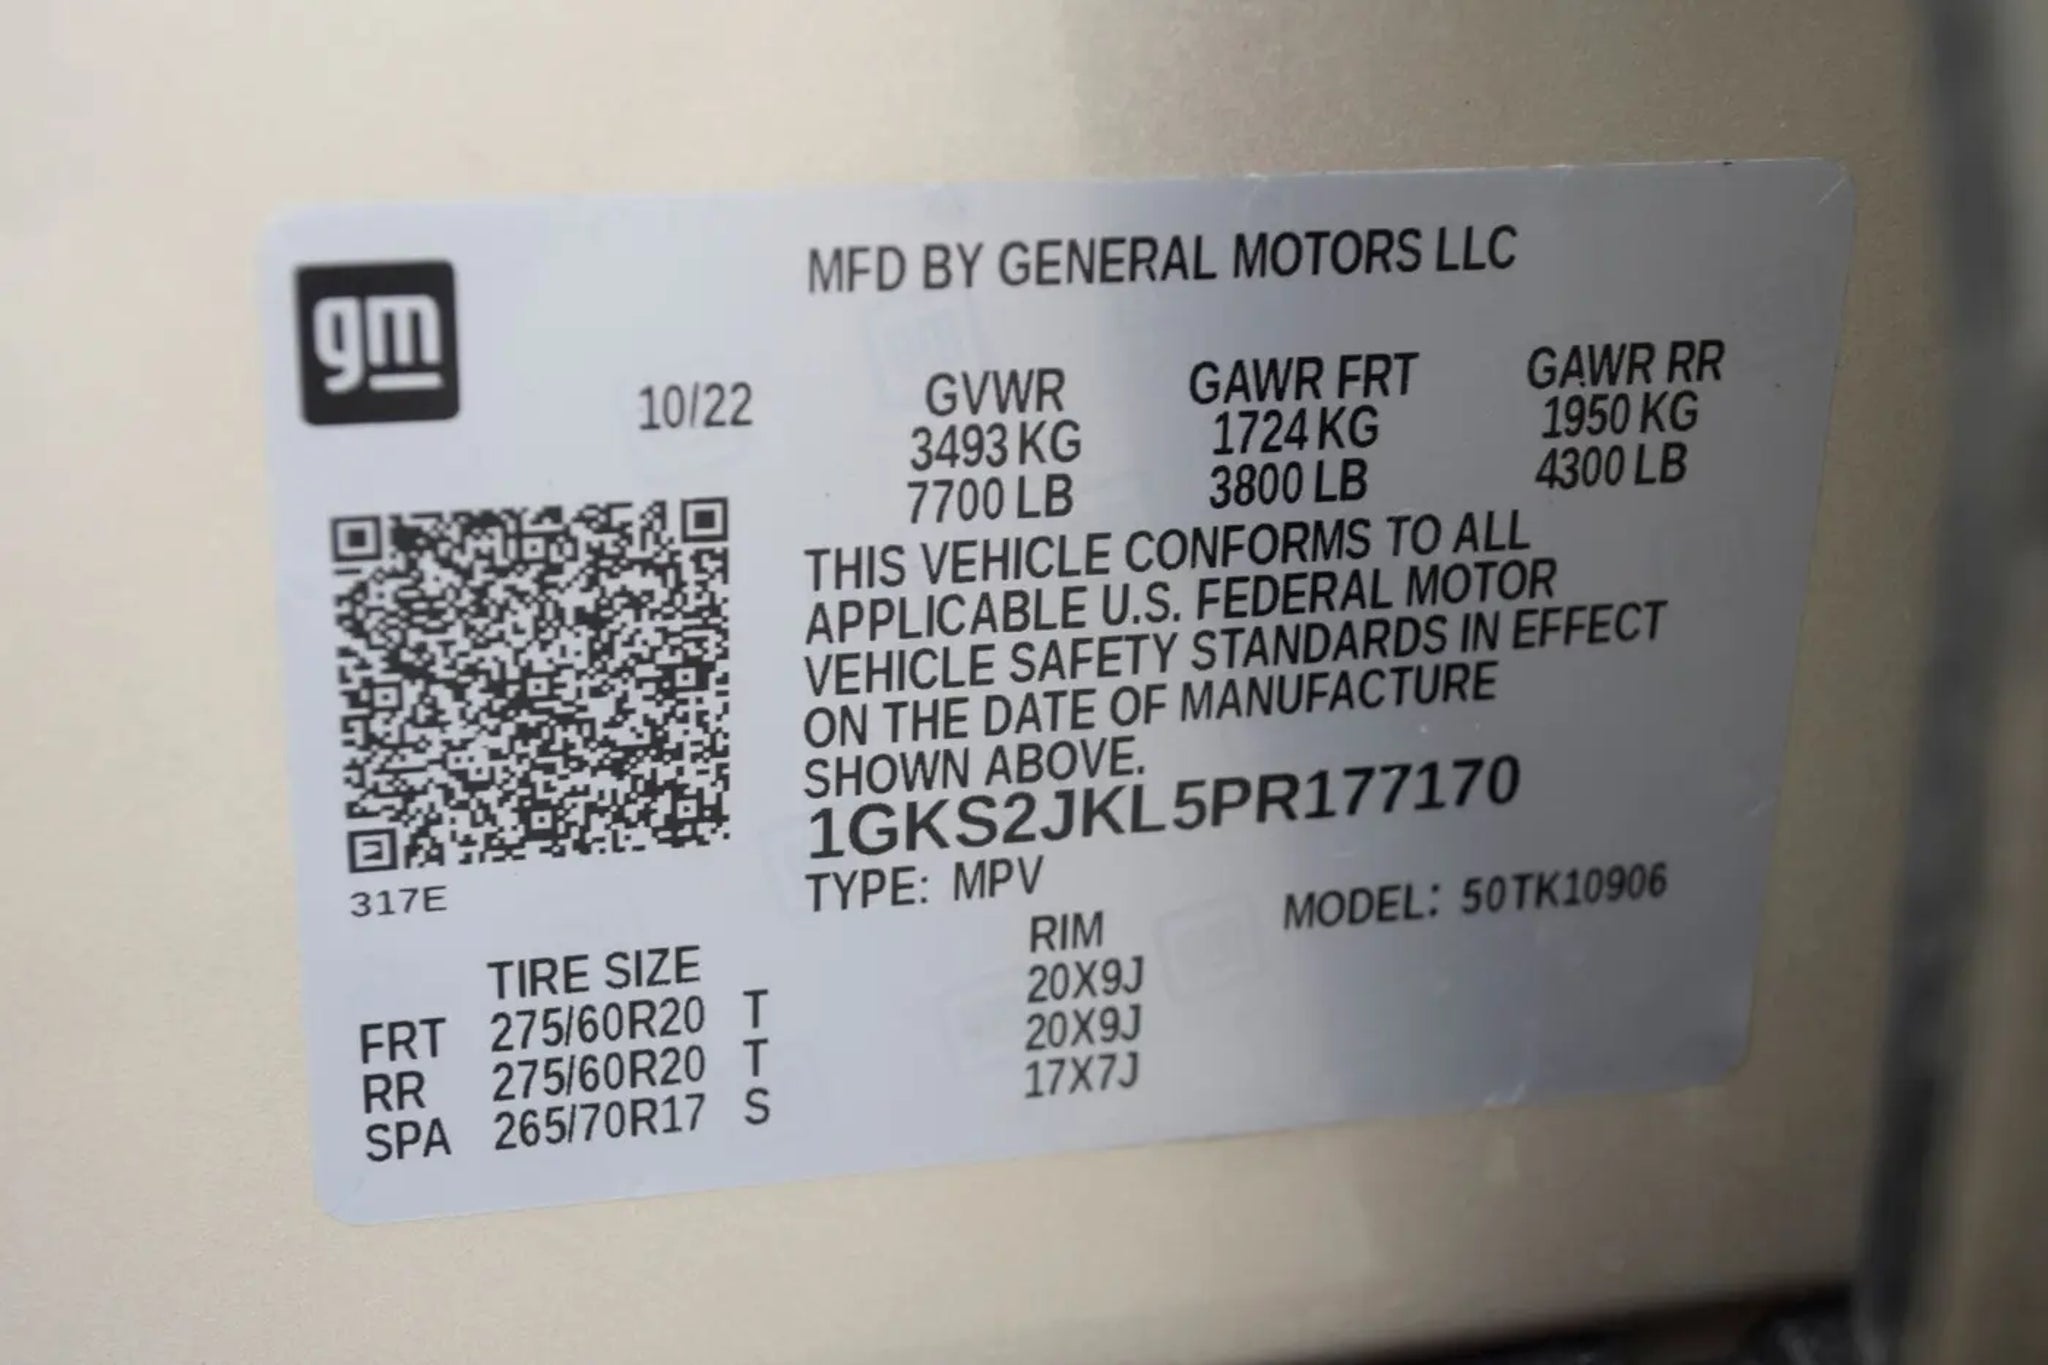 gm
MFD BY GENERAL MOTORS LLC
10/22
GVWR GAWR FRT GAWR RR
3493 KG 1724 KG 1950 KG
7700 LB 3800 LB 4300 LB
THIS VEHICLE CONFORMS TO ALL
APPLICABLE U.S. FEDERAL MOTOR
VEHICLE SAFETY STANDARDS IN EFFECT
ON THE DATE OF MANUFACTURE
SHOWN ABOVE.
1GKS2JKL5PR177170
TYPE: MPV MODEL: 50TK10906
317E
TIRE SIZE RIM
FRT 275/60R20 T 20X9J
RR 275/60R20 T 20X9J
SPA 265/70R17 S 17X7J